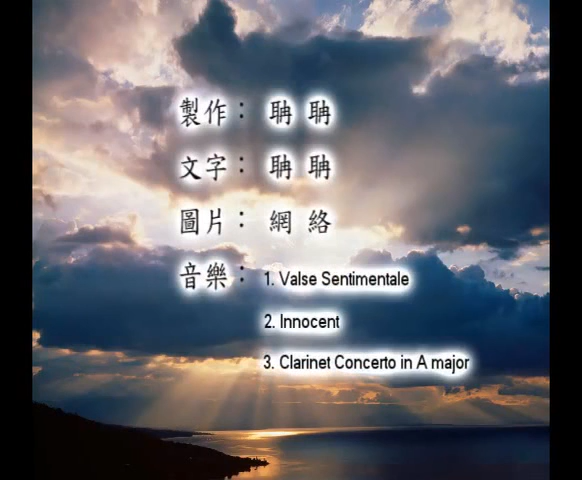 製作： 聃 聃
文字： 聃 聃
圖片： 網 絡
音樂： 1. Valse Sentimentale
2. Innocent
3. Clarinet Concerto in A major